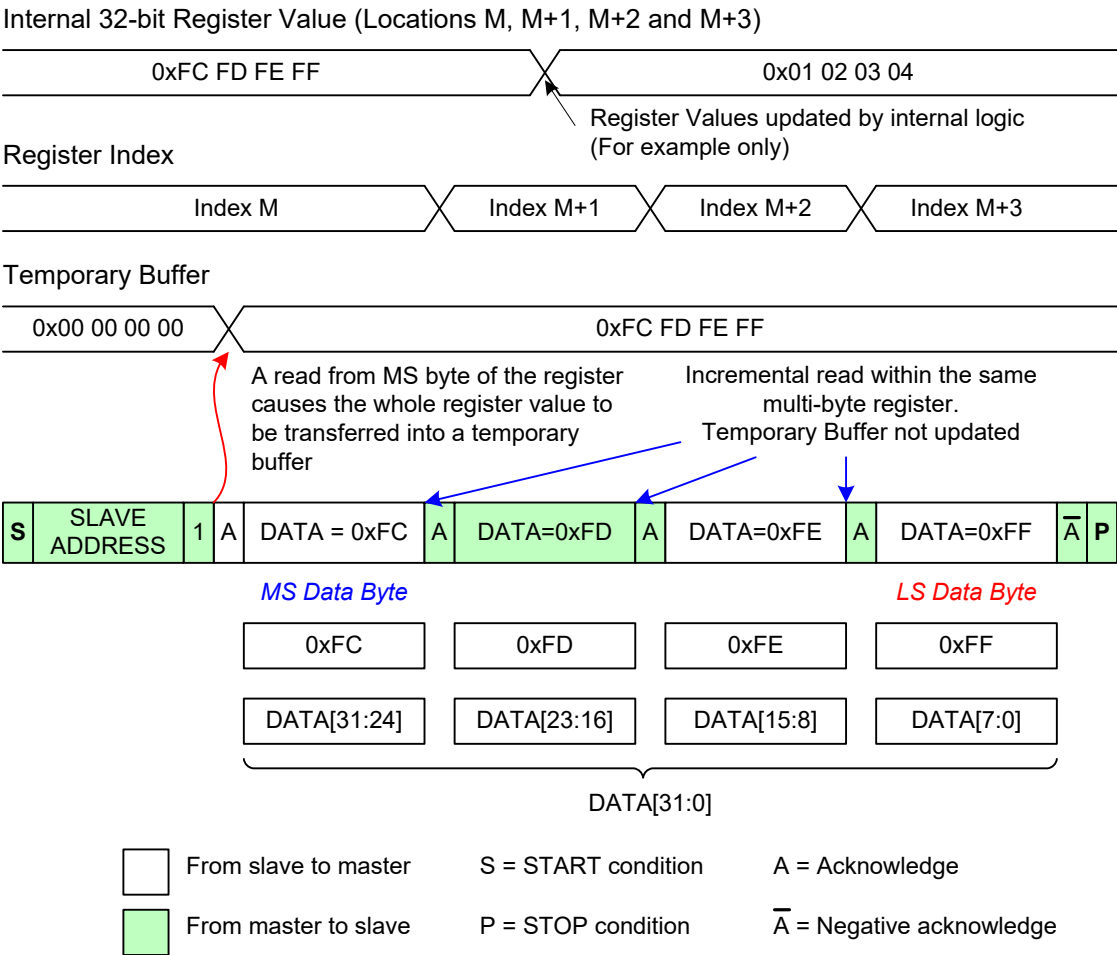 Internal 32-bit Register Value (Locations M, M+1, M+2 and M+3)
0xFC FD FE FF
0x01 02 03 04
Register Values updated by internal logic
(For example only)
Register Index
Index M
Index M+1
Index M+2
Index M+3
Temporary Buffer
0x00 00 00 00
0xFC FD FE FF
A read from MS byte of the register
causes the whole register value to
be transferred into a temporary
buffer
Incremental read within the same
multi-byte register.
Temporary Buffer not updated
S
SLAVE
ADDRESS
1
A
DATA = 0xFC
A
DATA=0xFD
A
DATA=0xFE
A
DATA=0xFF
A̅
P
MS Data Byte
LS Data Byte
0xFC
0xFD
0xFE
0xFF
DATA[31:24]
DATA[23:16]
DATA[15:8]
DATA[7:0]
DATA[31:0]
From slave to master
S = START condition
A = Acknowledge
From master to slave
P = STOP condition
A̅ = Negative acknowledge